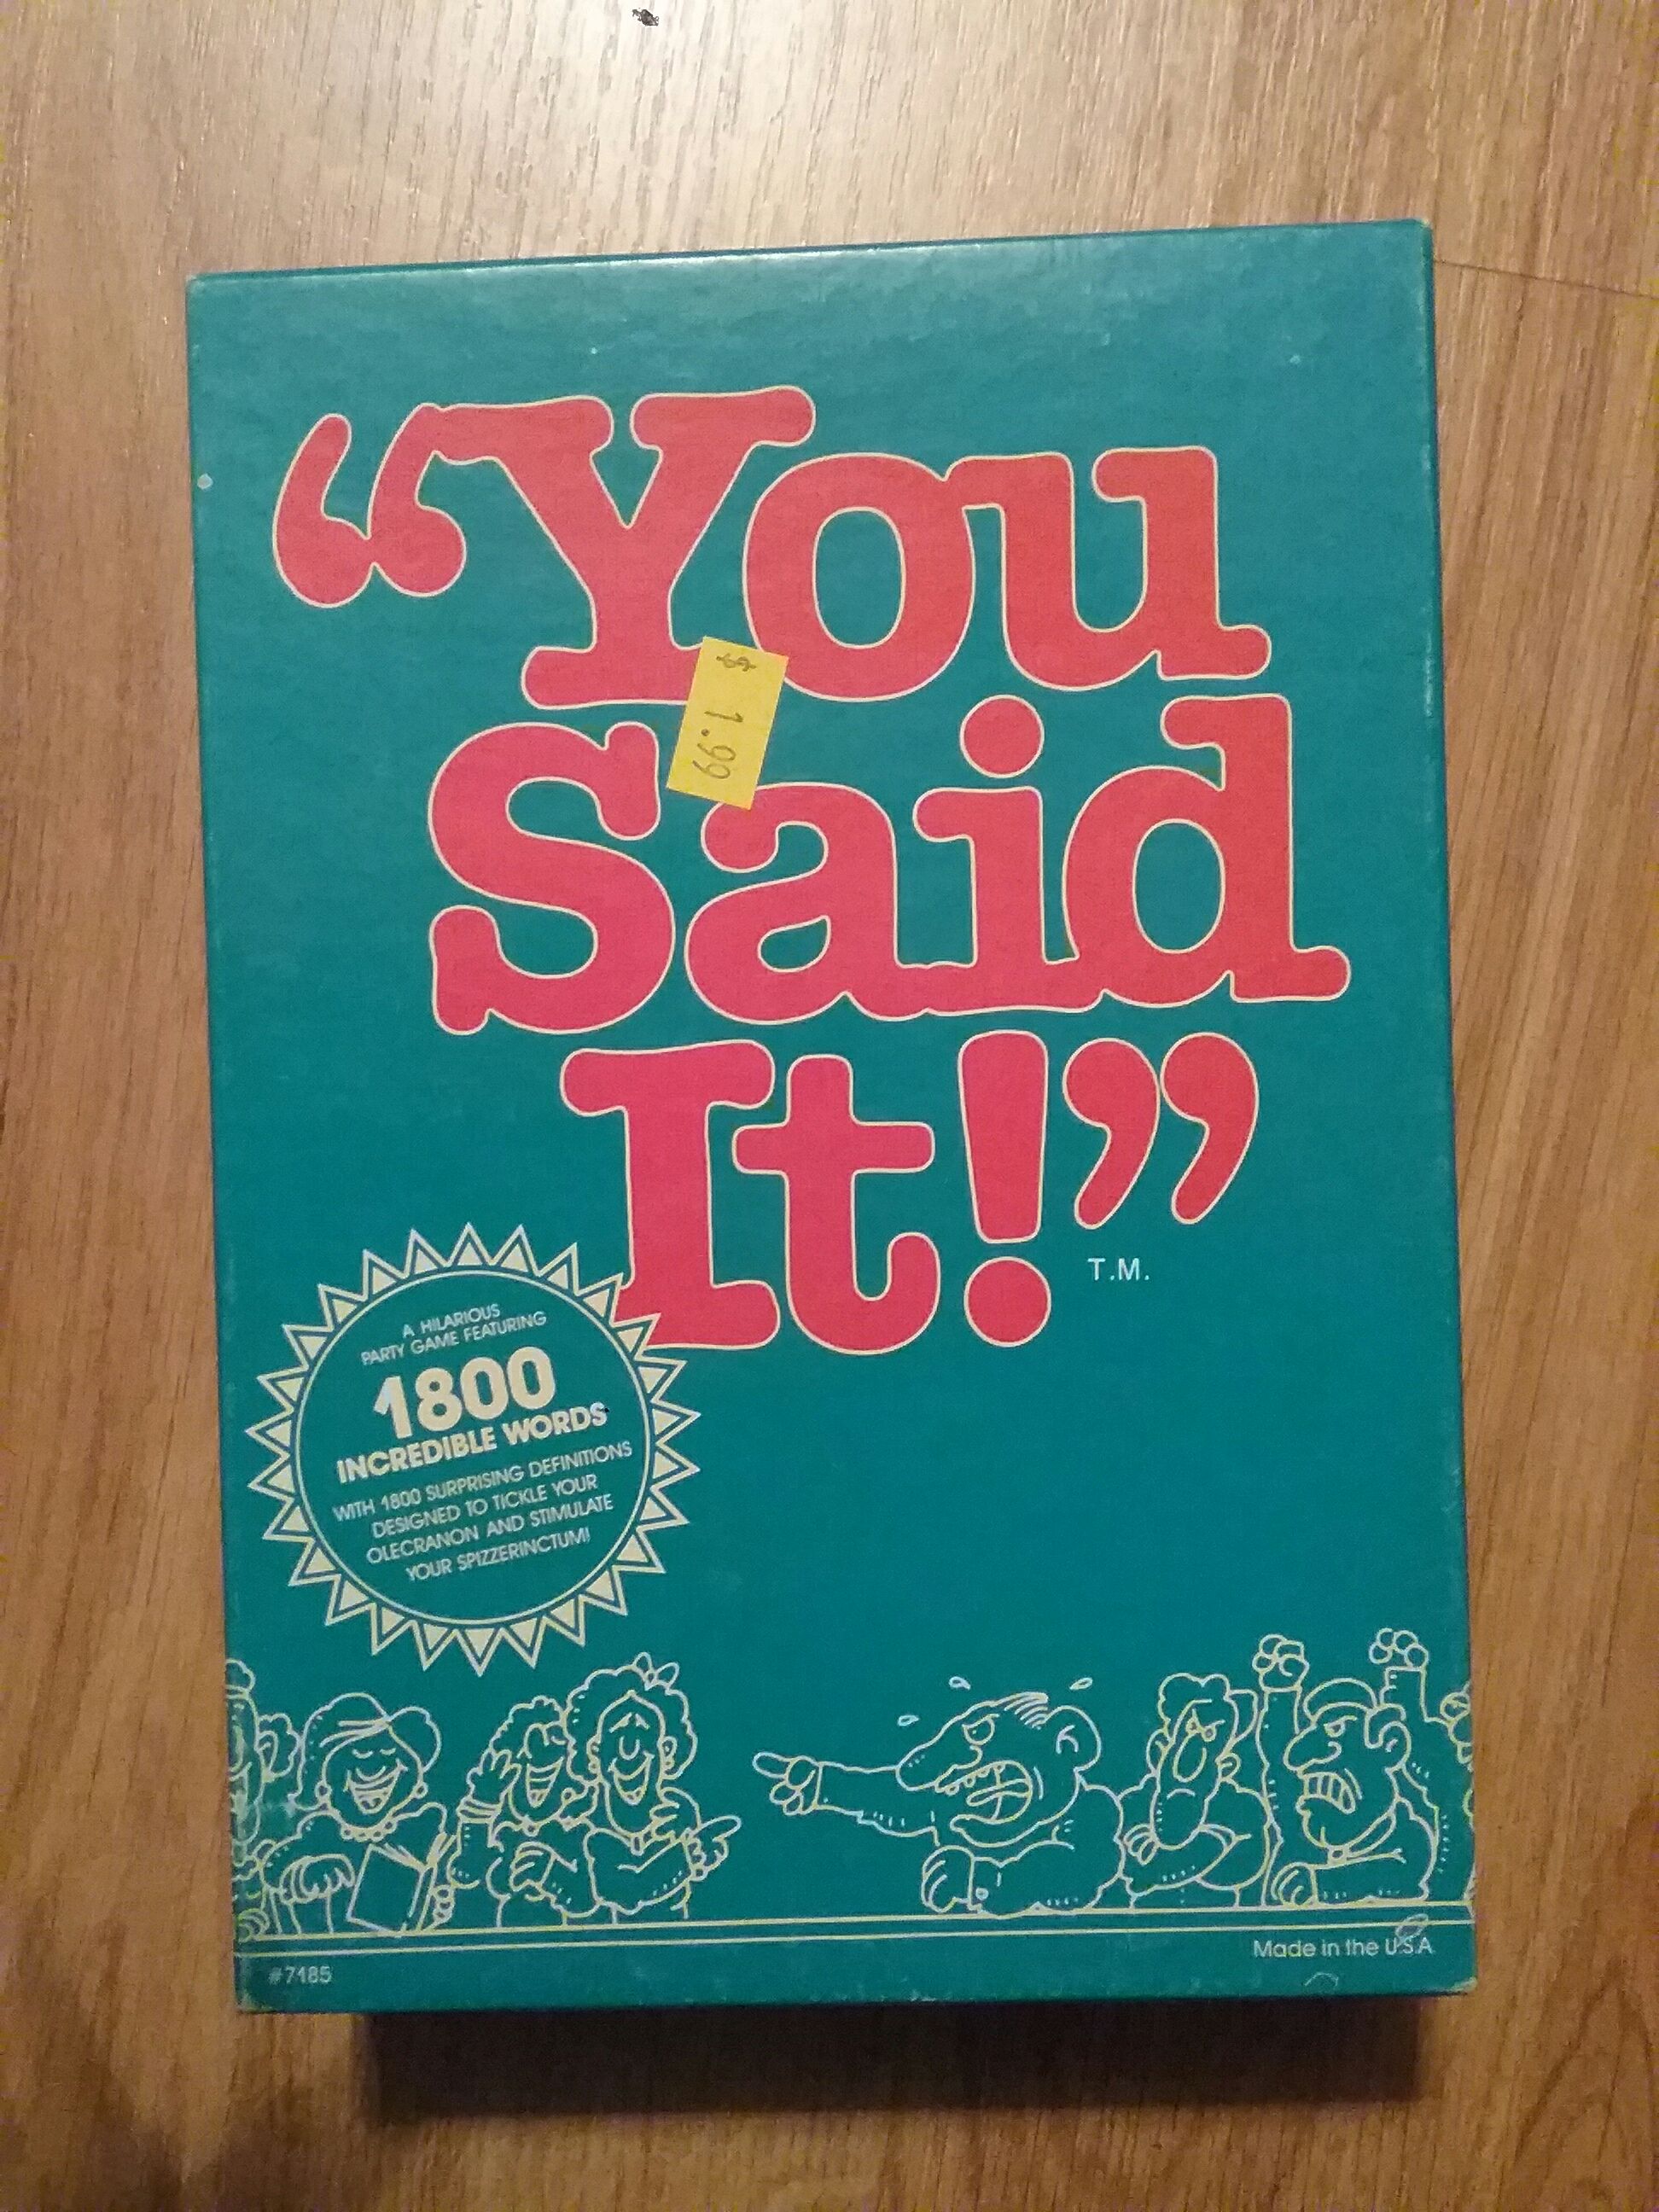 “You
$ 1.99
Said
It!”
T.M.
A HILARIOUS
PARTY GAME FEATURING
1800
INCREDIBLE WORDS
WITH 1800 SURPRISING DEFINITIONS
DESIGNED TO TICKLE YOUR
OLECRANON AND STIMULATE
YOUR SPIZZERINCTUM!
Made in the U.S.A
#7185